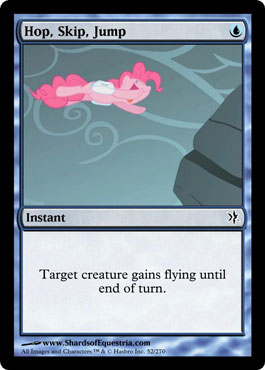 Hop, Skip, Jump
Instant
Target creature gains flying until
end of turn.
www.ShardsofEquestria.com
All Images and Characters ™ & © Hasbro Inc. 52/270